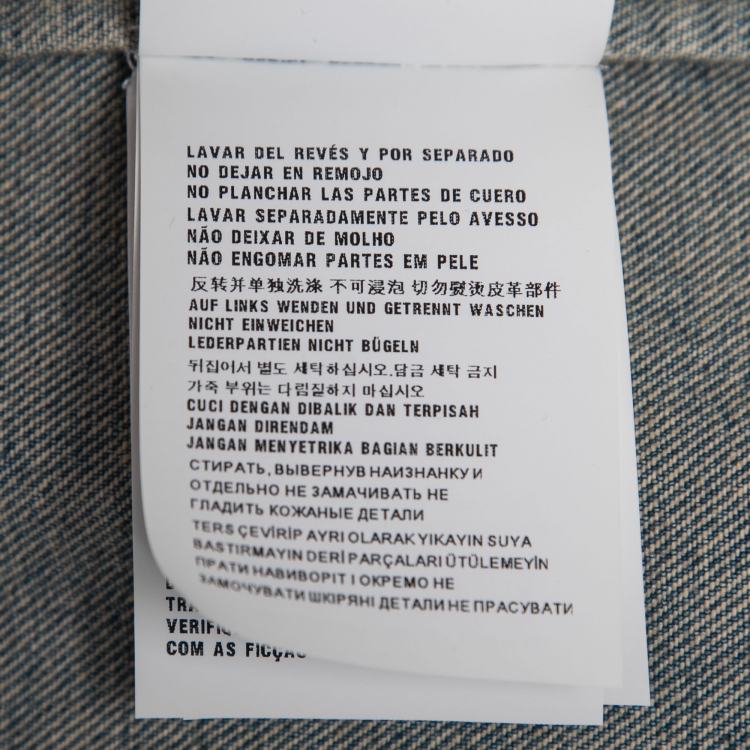 LAVAR DEL REVÉS Y POR SEPARADO
NO DEJAR EN REMOJO
NO PLANCHAR LAS PARTES DE CUERO
LAVAR SEPARADAMENTE PELO AVESSO
NÃO DEIXAR DE MOLHO
NÃO ENGOMAR PARTES EM PELE
反转并单独洗涤 不可浸泡 切勿熨烫皮革部件
AUF LINKS WENDEN UND GETRENNT WASCHEN
NICHT EINWEICHEN
LEDERPARTIEN NICHT BÜGELN
뒤집어서 별도 세탁하십시오.담금 세탁 금지
가죽 부위는 다림질하지 마십시오
CUCI DENGAN DIBALIK DAN TERPISAH
JANGAN DIRENDAM
JANGAN MENYETRIKA BAGIAN BERKULIT
СТИРАТЬ, ВЫВЕРНУВ НАИЗНАНКУ И
ОТДЕЛЬНО НЕ ЗАМАЧИВАТЬ НЕ
ГЛАДИТЬ КОЖАНЫЕ ДЕТАЛИ
TERS ÇEVİRİP AYRI OLARAK YIKAYIN SUYA
BASTIRMAYIN DERİ PARÇALARI ÜTÜLEMEYİN
ПРАТИ НАВИВОРІТ І ОКРЕМО НЕ
ЗАМОЧУВАТИ ШКІРЯНІ ДЕТАЛИ НЕ ПРАСУВАТИ
COM AS